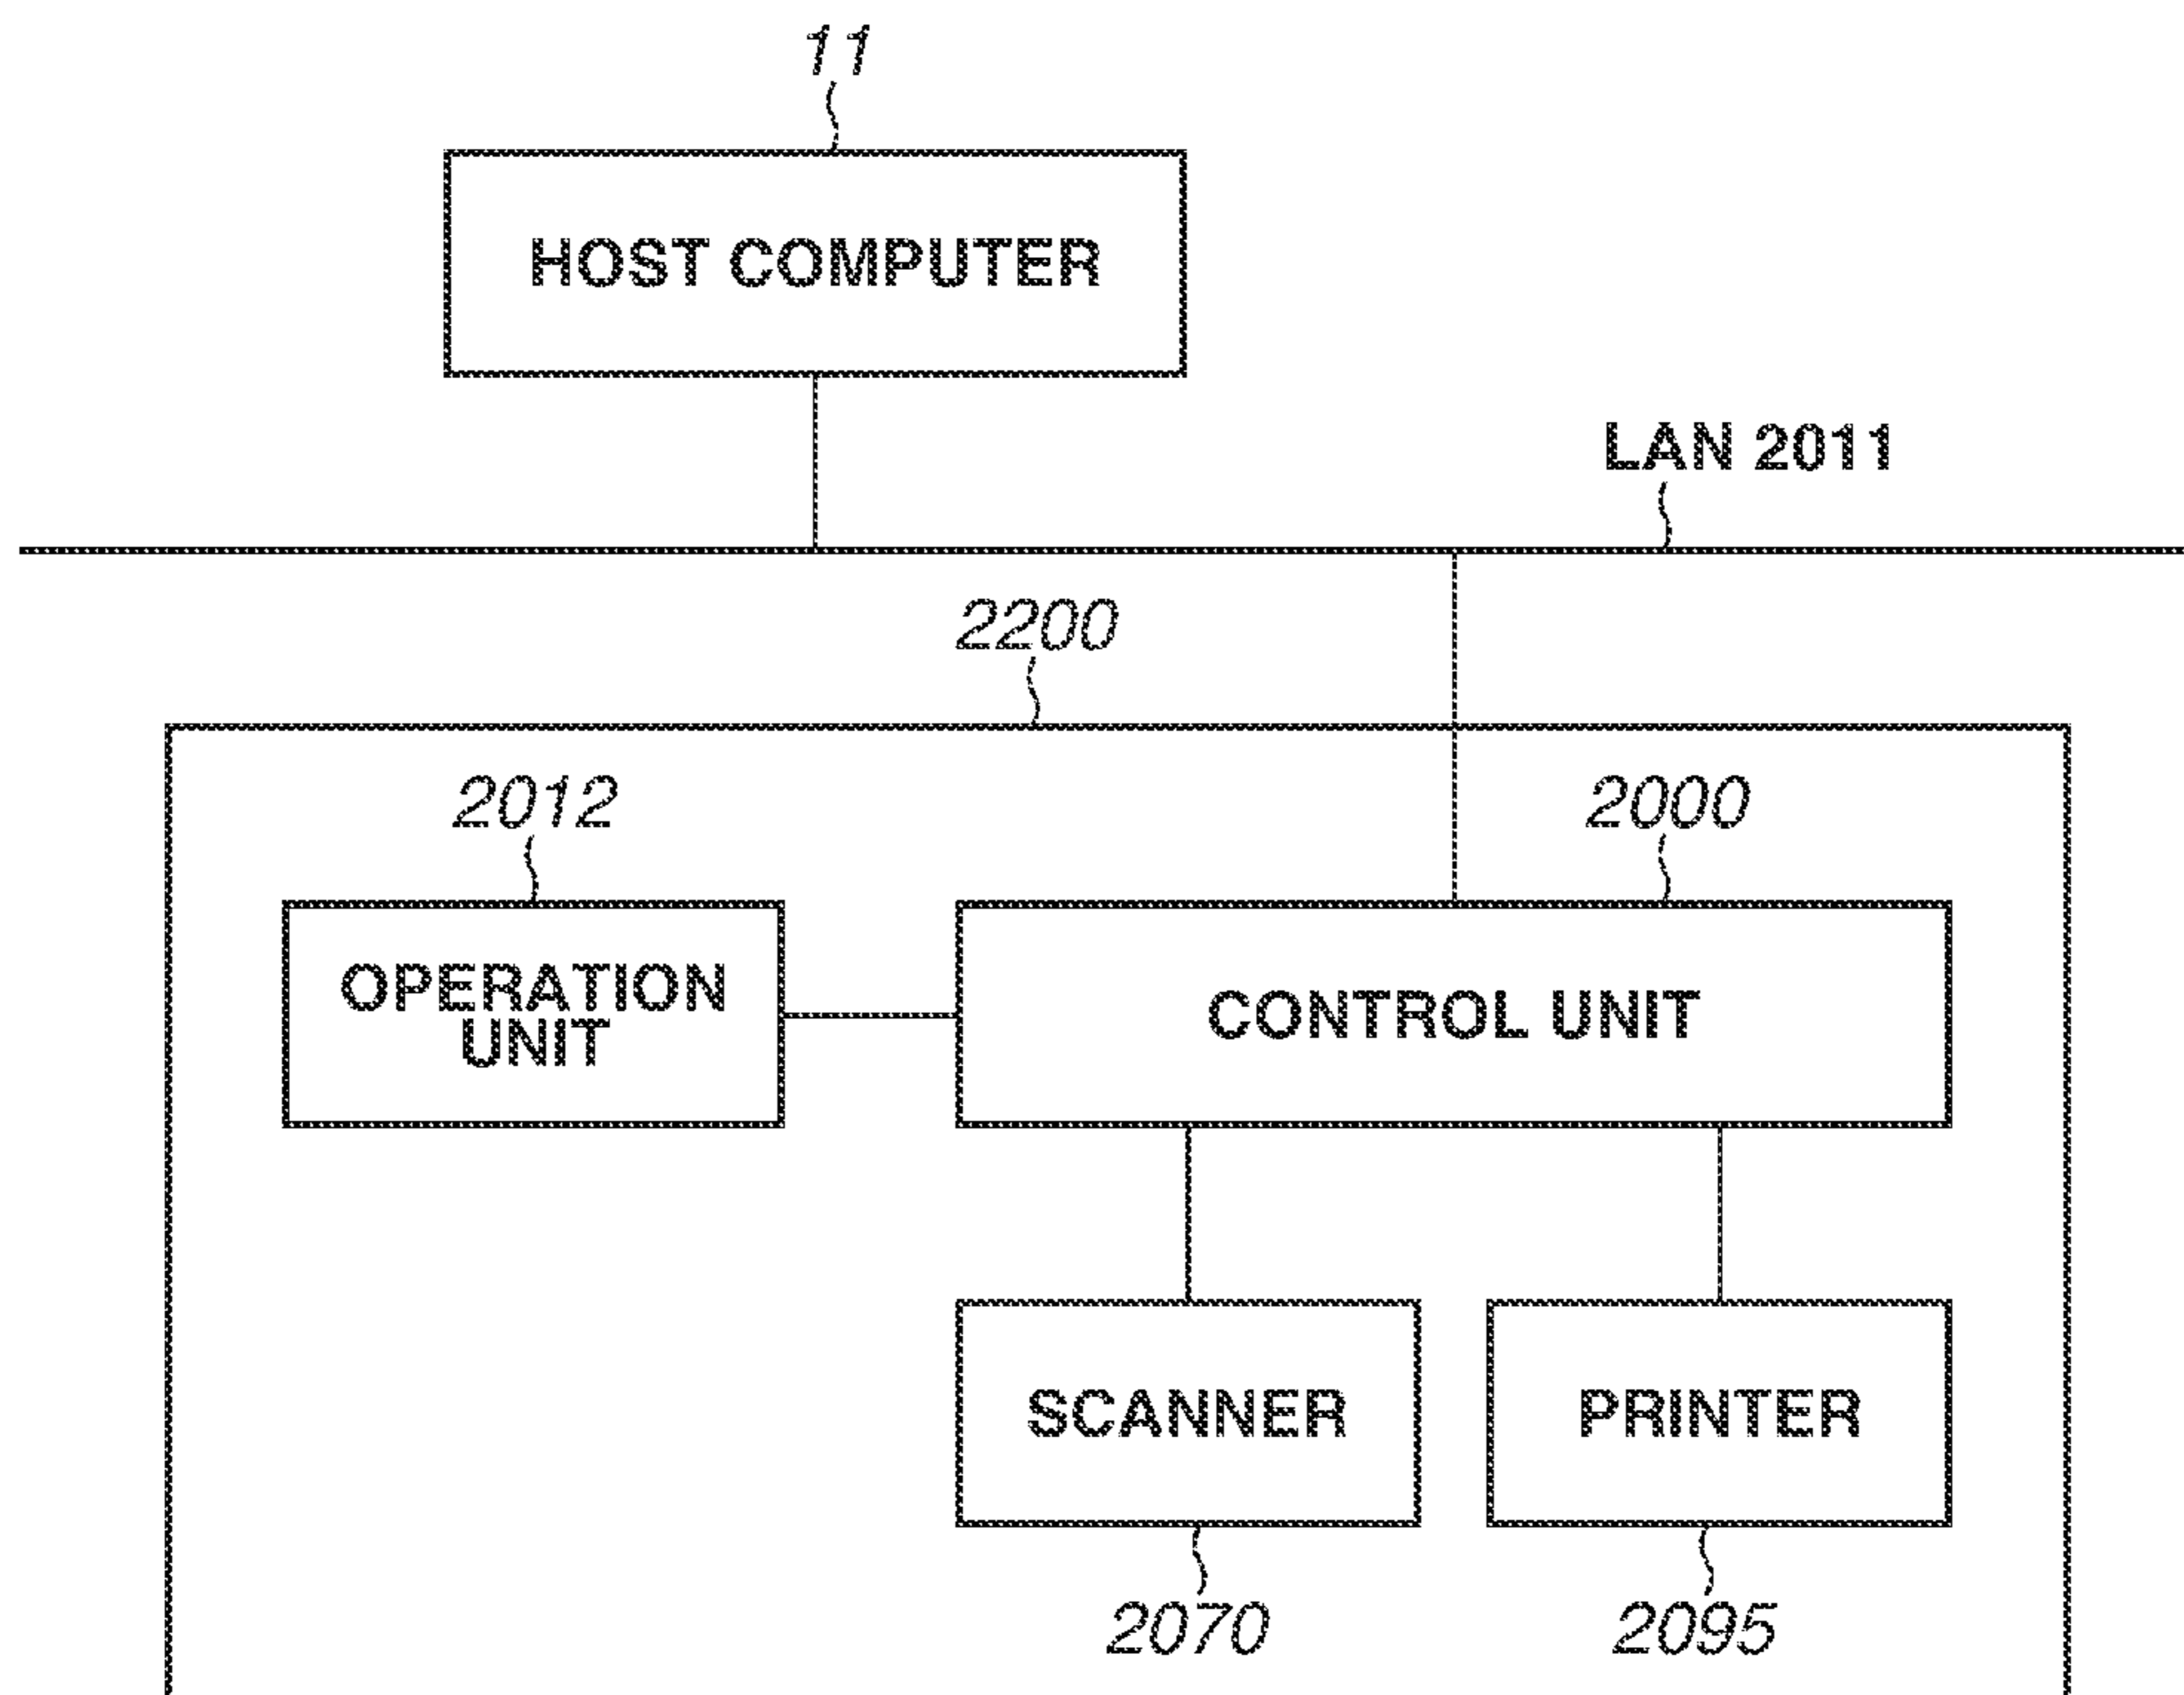 11
HOST COMPUTER
LAN 2011
2200
2012
2000
OPERATION
UNIT
CONTROL UNIT
SCANNER
PRINTER
2070
2095